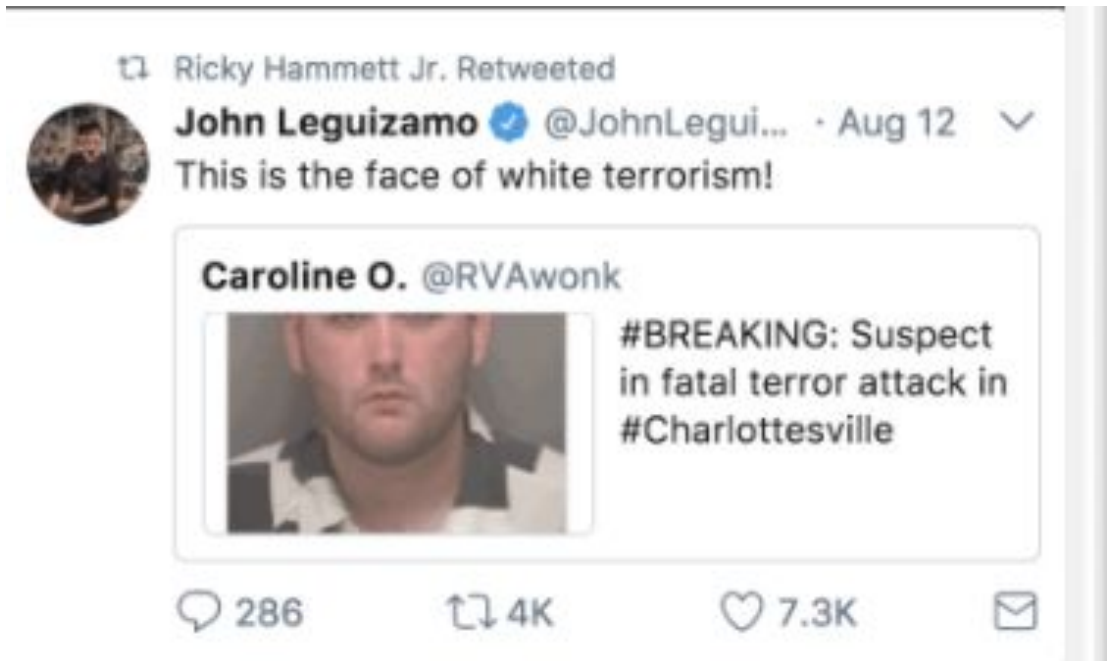 Ricky Hammett Jr. Retweeted
John Leguizamo @JohnLegui... · Aug 12
This is the face of white terrorism!
Caroline O. @RVAwonk
#BREAKING: Suspect
in fatal terror attack in
#Charlottesville
286 4K 7.3K